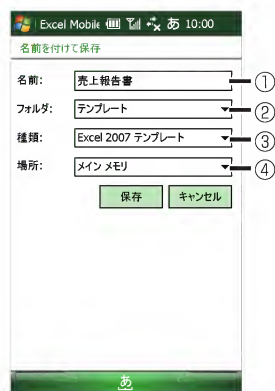 Excel Mobile あ 10:00
名前を付けて保存
名前: 売上報告書 ①
フォルダ: テンプレート ②
種類: Excel 2007 テンプレート ③
場所: メイン メモリ ④
保存 キャンセル
あ